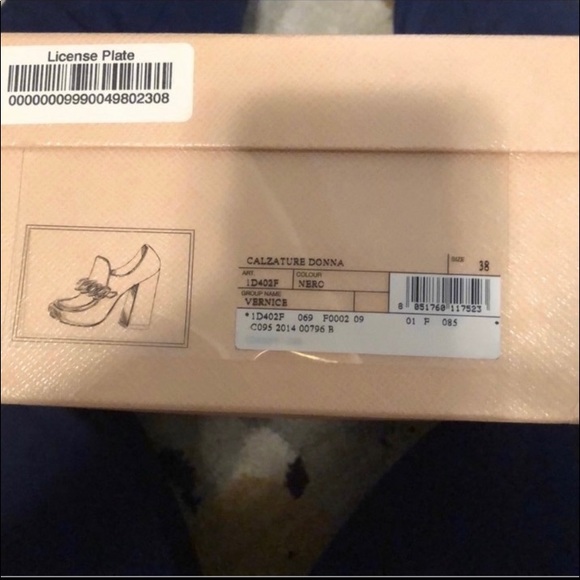 License Plate
00000009990049802308
CALZATURE DONNA SIZE 38
ART. COLOUR
1D402F NERO
GROUP NAME
VERNICE
8 051760 117523
*1D402F 069 F0002 09 01 F 085 *
C095 2014 00796 B